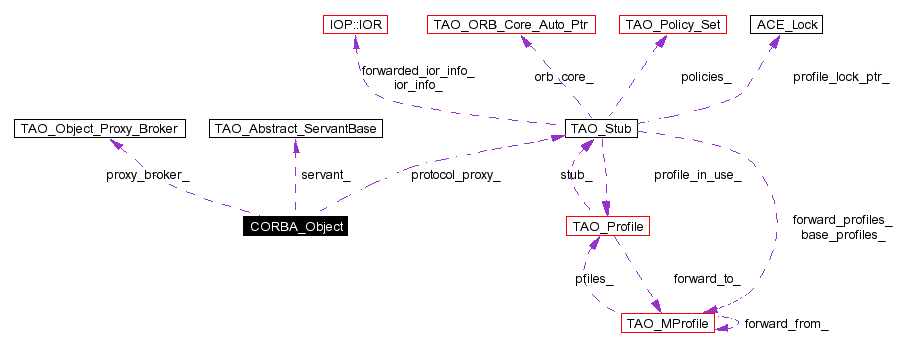 IOP::IOR
TAO_ORB_Core_Auto_Ptr
TAO_Policy_Set
ACE_Lock
forwarded_ior_info_
ior_info_
orb_core_
policies_
profile_lock_ptr_
TAO_Object_Proxy_Broker
TAO_Abstract_ServantBase
TAO_Stub
proxy_broker_
servant_
protocol_proxy_
stub_
profile_in_use_
CORBA_Object
TAO_Profile
forward_profiles_
base_profiles_
pfiles_
forward_to_
TAO_MProfile
forward_from_